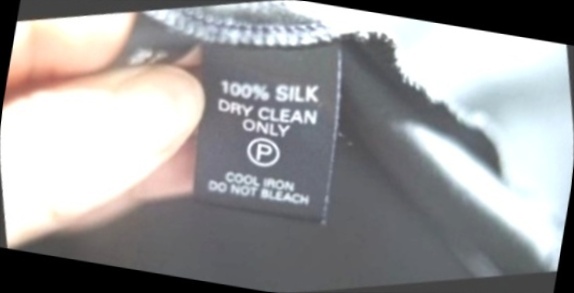 100% SILK
DRY CLEAN
ONLY
P
COOL IRON
DO NOT BLEACH